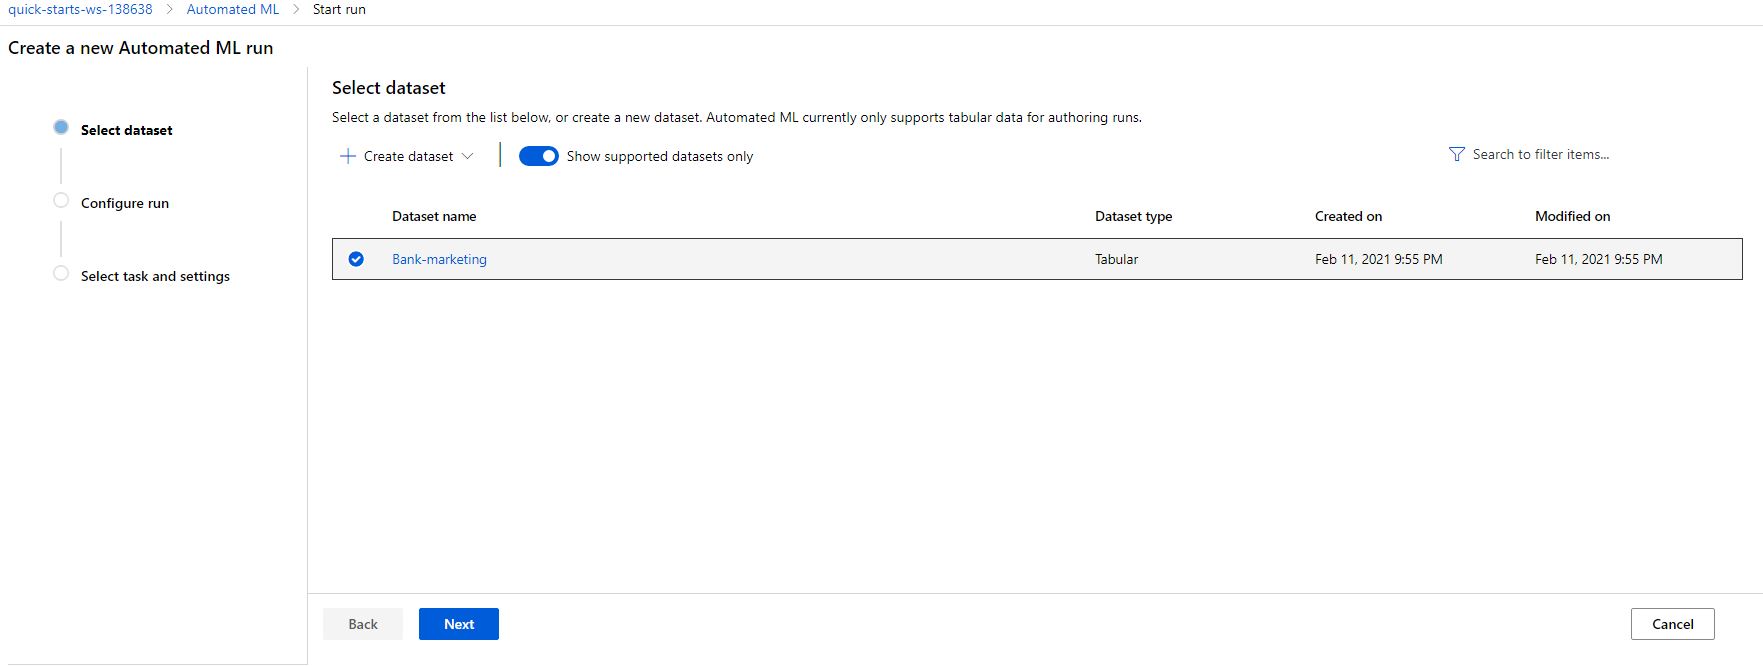 quick-starts-ws-138638 > Automated ML > Start run
Create a new Automated ML run
Select dataset
Configure run
Select task and settings
Select dataset
Select a dataset from the list below, or create a new dataset. Automated ML currently only supports tabular data for authoring runs.
Create dataset Show supported datasets only Search to filter items...
Dataset name Dataset type Created on Modified on
Bank-marketing Tabular Feb 11, 2021 9:55 PM Feb 11, 2021 9:55 PM
Back Next Cancel